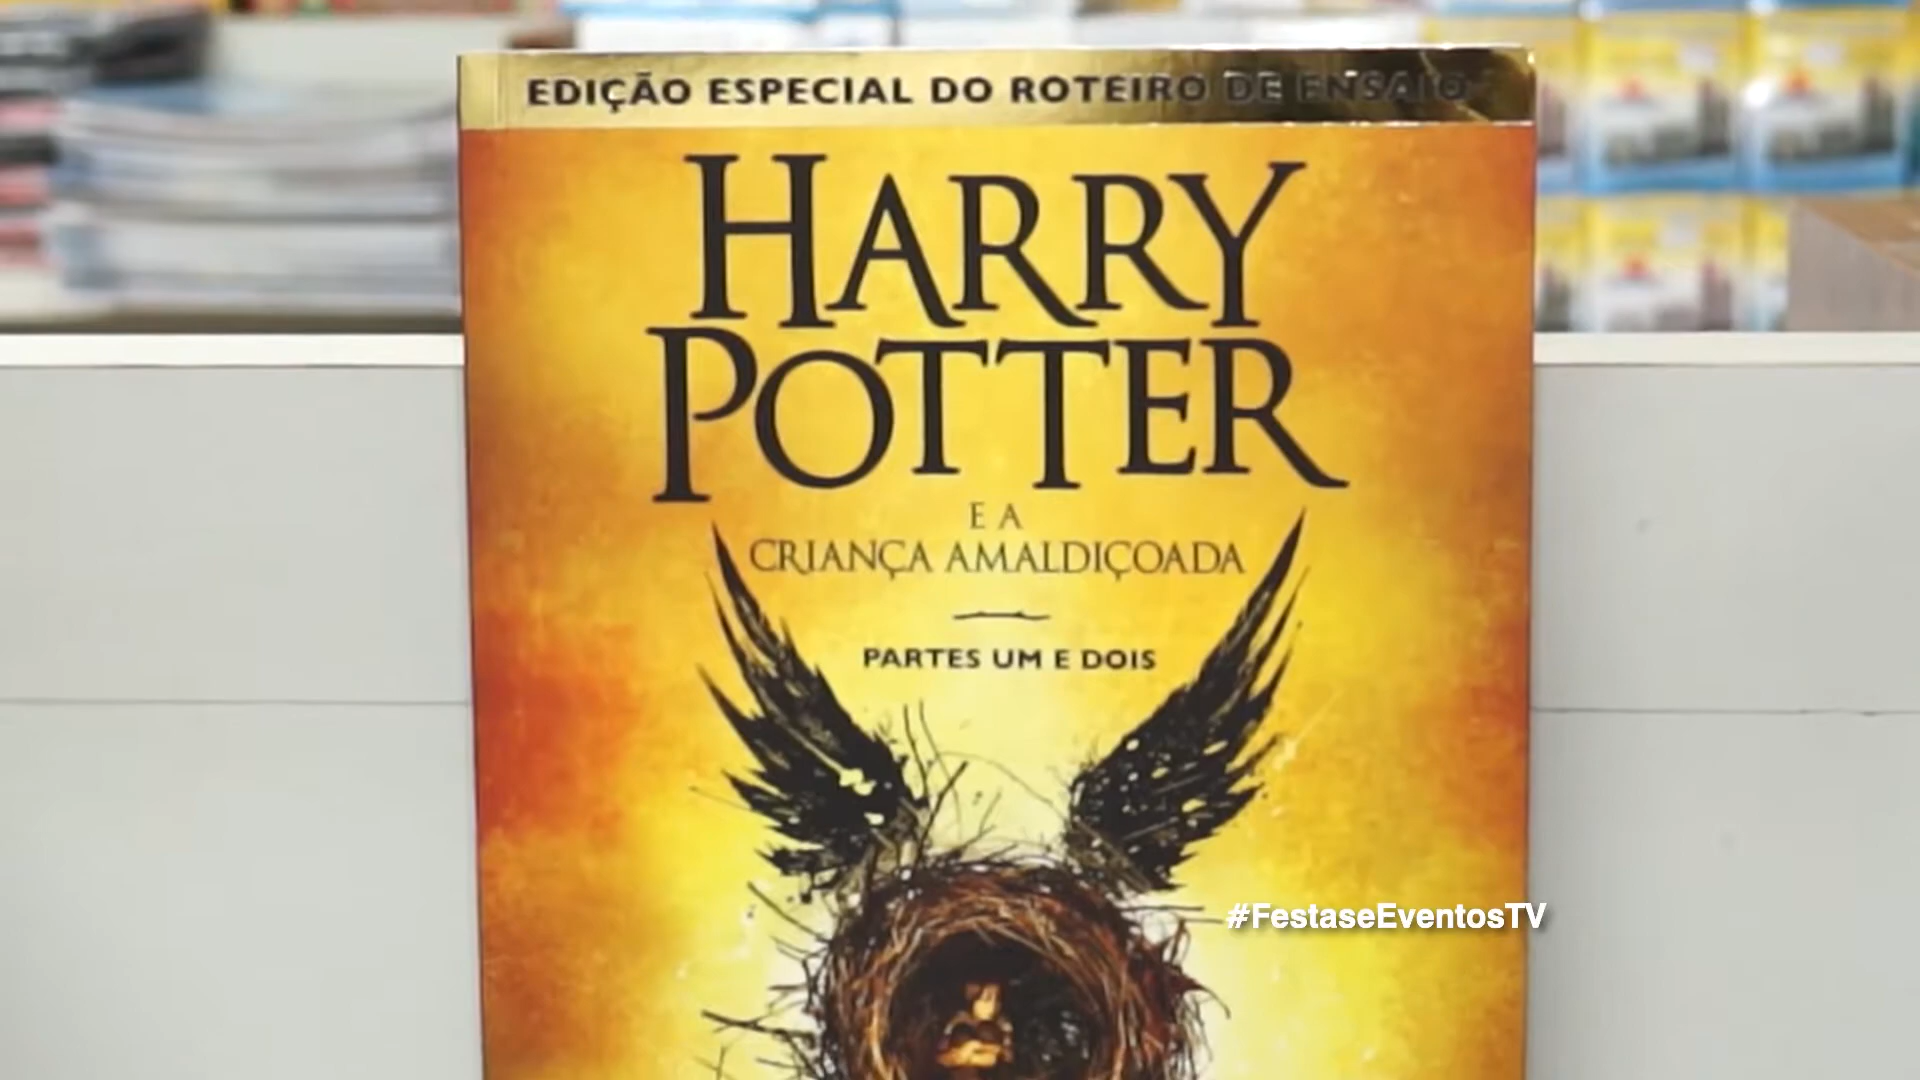 EDIÇÃO ESPECIAL DO ROTEIRO DE ENSAIO
HARRY
POTTER
E A
CRIANÇA AMALDIÇOADA
PARTES UM E DOIS
#FestaseEventosTV